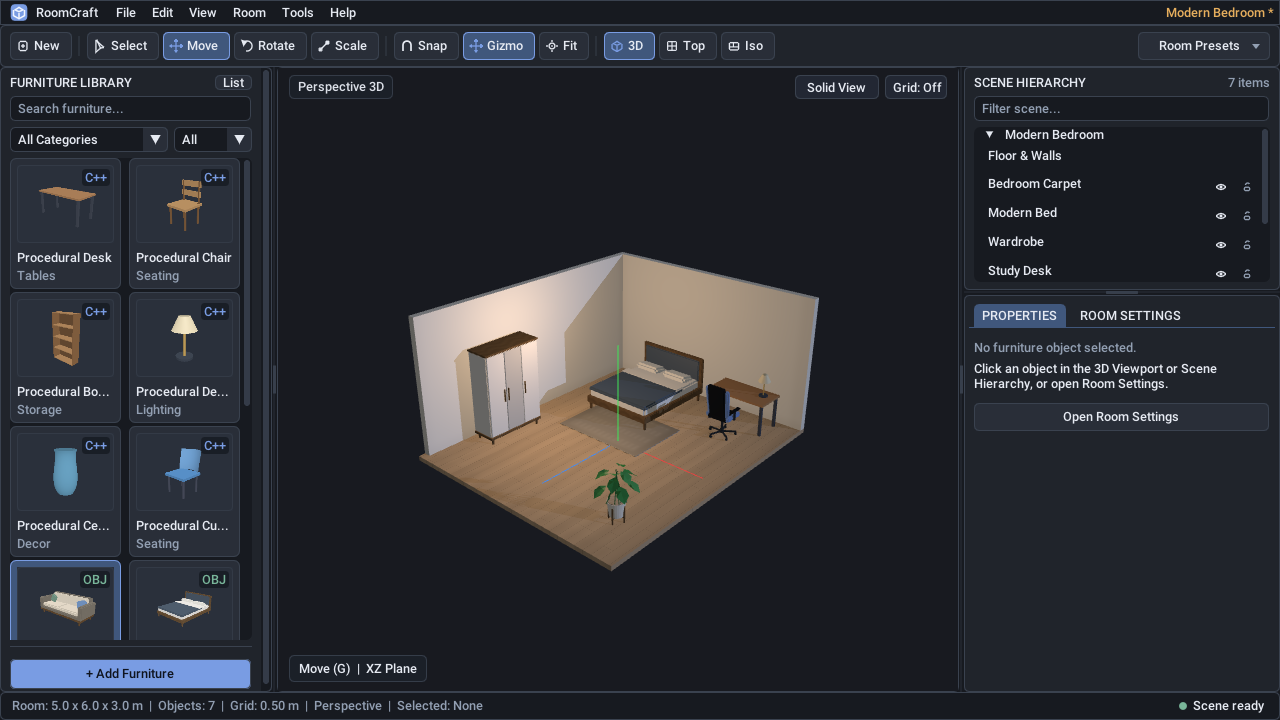 RoomCraft File Edit View Room Tools Help Modern Bedroom *
New Select Move Rotate Scale Snap Gizmo Fit 3D Top Iso Room Presets
FURNITURE LIBRARY List
Search furniture...
All Categories All
C++ C++
Procedural Desk Procedural Chair
Tables Seating
C++ C++
Procedural Bo... Procedural De...
Storage Lighting
C++ C++
Procedural Ce... Procedural Cu...
Decor Seating
OBJ OBJ
+ Add Furniture
Perspective 3D Solid View Grid: Off
Move (G) | XZ Plane
SCENE HIERARCHY 7 items
Filter scene...
Modern Bedroom
Floor & Walls
Bedroom Carpet
Modern Bed
Wardrobe
Study Desk
PROPERTIES ROOM SETTINGS
No furniture object selected.
Click an object in the 3D Viewport or Scene
Hierarchy, or open Room Settings.
Open Room Settings
Room: 5.0 x 6.0 x 3.0 m | Objects: 7 | Grid: 0.50 m | Perspective | Selected: None Scene ready